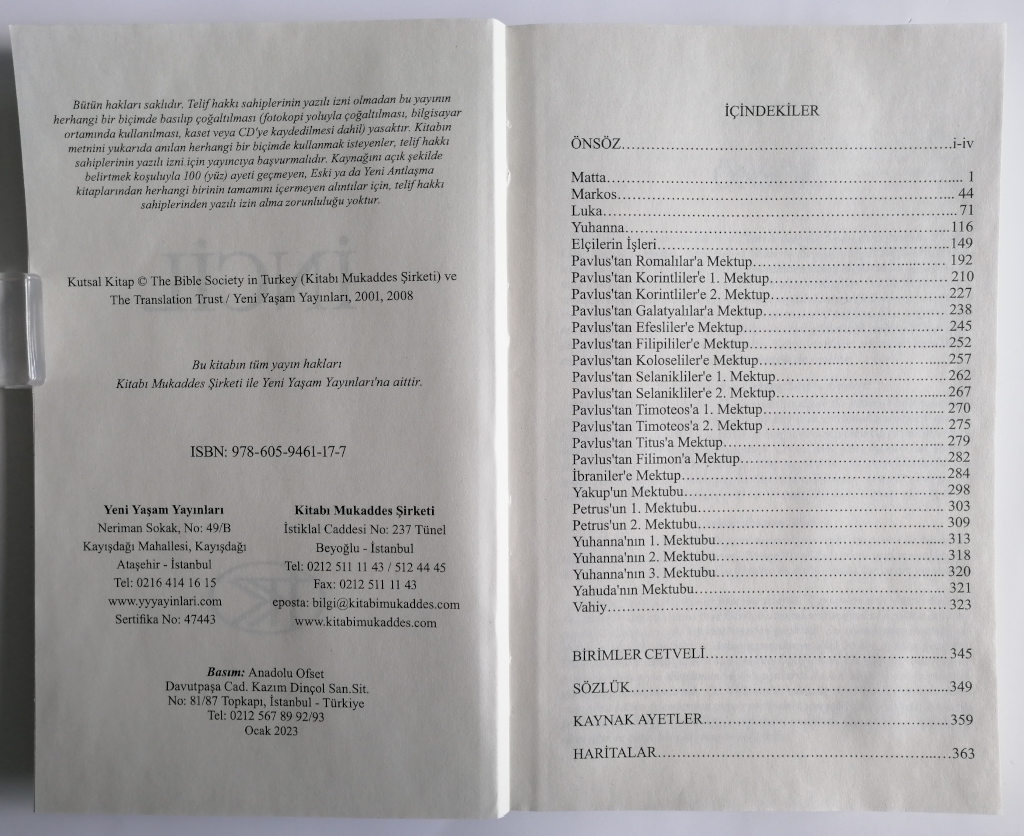 Bütün hakları saklıdır. Telif hakkı sahiplerinin yazılı izni olmadan bu yayının
herhangi bir biçimde basılıp çoğaltılması (fotokopi yoluyla çoğaltılması, bilgisayar
ortamında kullanılması, kaset veya CD'ye kaydedilmesi dahil) yasaktır. Kitabın
metnini yukarıda anılan herhangi bir biçimde kullanmak isteyenler, telif hakkı
sahiplerinin yazılı izni için yayıncıya başvurmalıdır. Kaynağını açık şekilde
belirtmek koşuluyla 100 (yüz) ayeti geçmeyen, Eski ya da Yeni Antlaşma
kitaplarından herhangi birinin tamamını içermeyen alıntılar için, telif hakkı
sahiplerinden yazılı izin alma zorunluluğu yoktur.
Kutsal Kitap © The Bible Society in Turkey (Kitabı Mukaddes Şirketi) ve
The Translation Trust / Yeni Yaşam Yayınları, 2001, 2008
Bu kitabın tüm yayın hakları
Kitabı Mukaddes Şirketi ile Yeni Yaşam Yayınları'na aittir.
ISBN: 978-605-9461-17-7
Yeni Yaşam Yayınları
Neriman Sokak, No: 49/B
Kayışdağı Mahallesi, Kayışdağı
Ataşehir - İstanbul
Tel: 0216 414 16 15
www.yyyayinlari.com
Sertifika No: 47443
Kitabı Mukaddes Şirketi
İstiklal Caddesi No: 237 Tünel
Beyoğlu - İstanbul
Tel: 0212 511 11 43 / 512 44 45
Fax: 0212 511 11 43
eposta: bilgi@kitabimukaddes.com
www.kitabimukaddes.com
Basım: Anadolu Ofset
Davutpaşa Cad. Kazım Dinçol San.Sit.
No: 81/87 Topkapı, İstanbul - Türkiye
Tel: 0212 567 89 92/93
Ocak 2023
İÇİNDEKİLER
ÖNSÖZ.....i-iv
Matta..... 1
Markos..... 44
Luka..... 71
Yuhanna.....116
Elçilerin İşleri.....149
Pavlus'tan Romalılar'a Mektup..... 192
Pavlus'tan Korintliler'e 1. Mektup..... 210
Pavlus'tan Korintliler'e 2. Mektup..... 227
Pavlus'tan Galatyalılar'a Mektup..... 238
Pavlus'tan Efesliler'e Mektup..... 245
Pavlus'tan Filipililer'e Mektup..... 252
Pavlus'tan Koloseliler'e Mektup..... 257
Pavlus'tan Selanikliler'e 1. Mektup.....262
Pavlus'tan Selanikliler'e 2. Mektup..... 267
Pavlus'tan Timoteos'a 1. Mektup..... 270
Pavlus'tan Timoteos'a 2. Mektup ..... 275
Pavlus'tan Titus'a Mektup..... 279
Pavlus'tan Filimon'a Mektup.....282
İbraniler'e Mektup..... 284
Yakup'un Mektubu..... 298
Petrus'un 1. Mektubu..... 303
Petrus'un 2. Mektubu..... 309
Yuhanna'nın 1. Mektubu..... 313
Yuhanna'nın 2. Mektubu..... 318
Yuhanna'nın 3. Mektubu..... 320
Yahuda'nın Mektubu..... 321
Vahiy..... 323
BİRİMLER CETVELİ..... 345
SÖZLÜK.....349
KAYNAK AYETLER.....359
HARİTALAR.....363